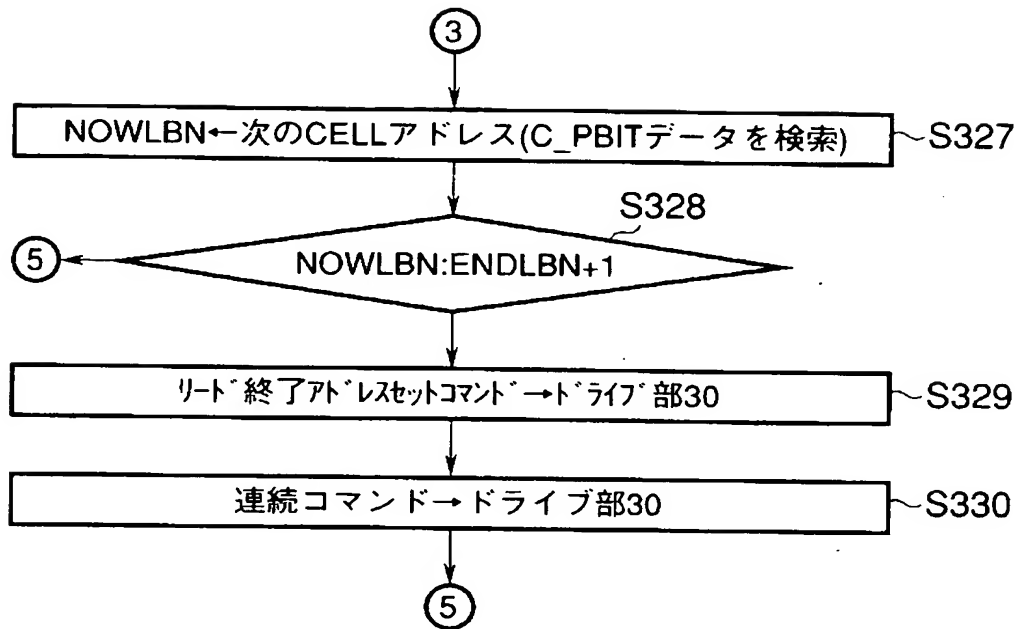 ③
NOWLBN←次のCELLアドレス(C_PBITデータを検索)
S327
S328
⑤
NOWLBN:ENDLBN+1
ﾘｰﾄﾞ終了ｱﾄﾞﾚｽｾｯﾄｺﾏﾝﾄﾞ→ﾄﾞﾗｲﾌﾞ部30
S329
連続コマンド→ドライブ部30
S330
⑤